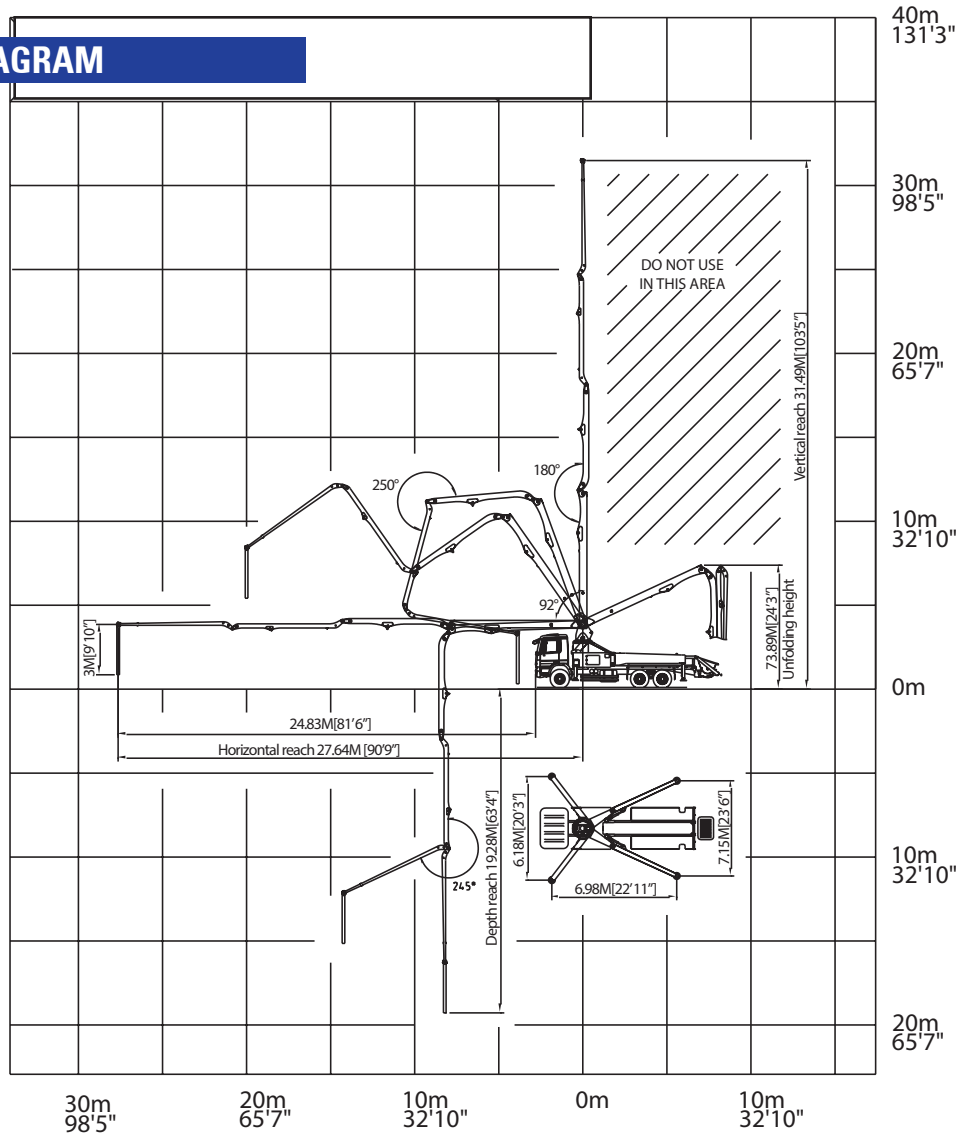 AGRAM
40m
131'3"
30m
98'5"
20m
65'7"
10m
32'10"
0m
10m
32'10"
20m
65'7"
DO NOT USE
IN THIS AREA
Vertical reach 31.49M[103'5"]
180°
250°
92°
73.89M[24'3"]
Unfolding height
3M[9'10"]
24.83M[81'6"]
Horizontal reach 27.64M [90'9"]
Depth reach 19.28M[63'4"]
245°
6.18M[20'3"]
7.15M[23'6"]
6.98M[22'11"]
30m
98'5"
20m
65'7"
10m
32'10"
0m
10m
32'10"